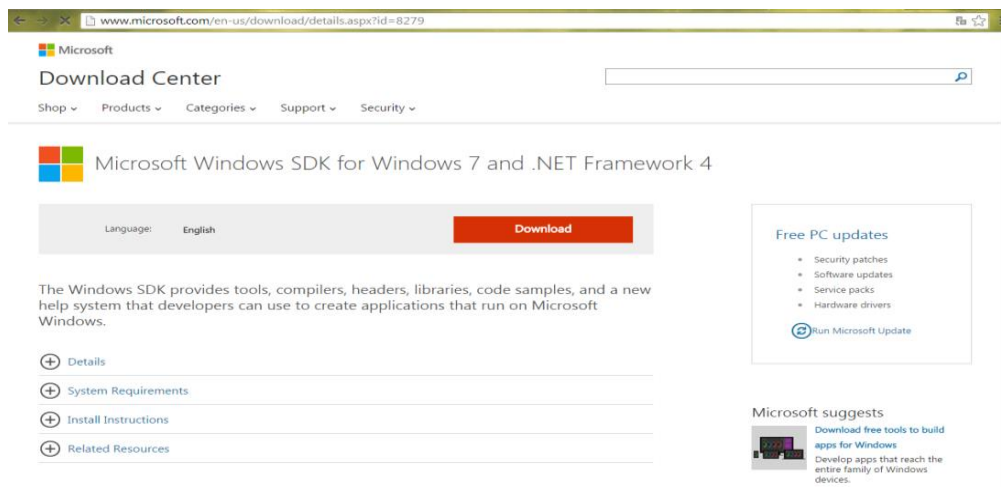 www.microsoft.com/en-us/download/details.aspx?id=8279
Microsoft
Download Center
Shop Products Categories Support Security
Microsoft Windows SDK for Windows 7 and .NET Framework 4
Language: English Download
The Windows SDK provides tools, compilers, headers, libraries, code samples, and a new
help system that developers can use to create applications that run on Microsoft
Windows.
Details
System Requirements
Install Instructions
Related Resources
Free PC updates
• Security patches
• Software updates
• Service packs
• Hardware drivers
Run Microsoft Update
Microsoft suggests
Download free tools to build
apps for Windows
Develop apps that reach the
entire family of Windows
devices.